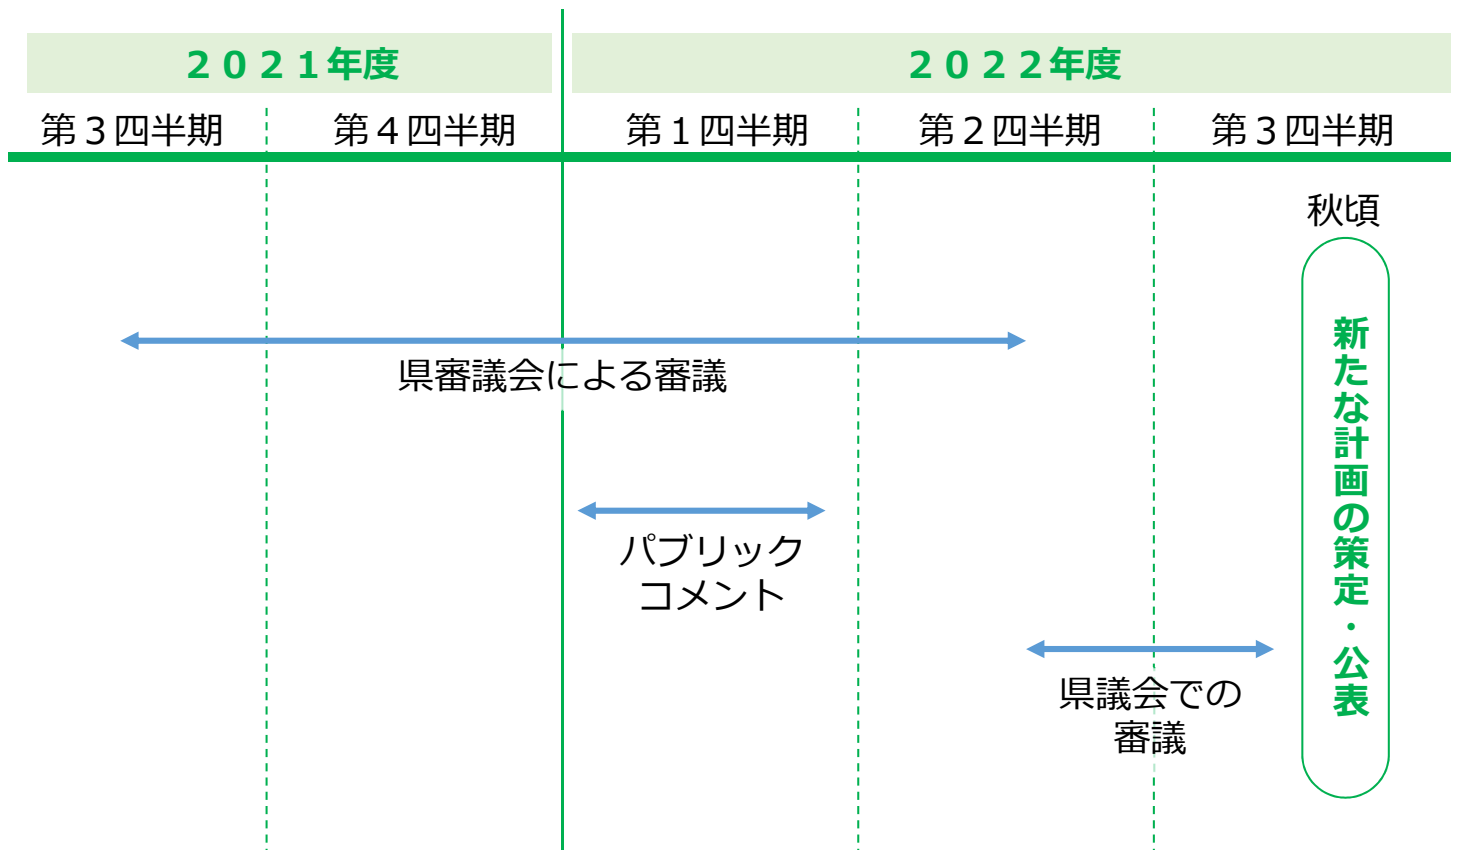 ２０２１年度
２０２２年度
第３四半期
第４四半期
第１四半期
第２四半期
第３四半期
秋頃
県審議会による審議
パブリック
コメント
県議会での
審議
新たな計画の策定・公表